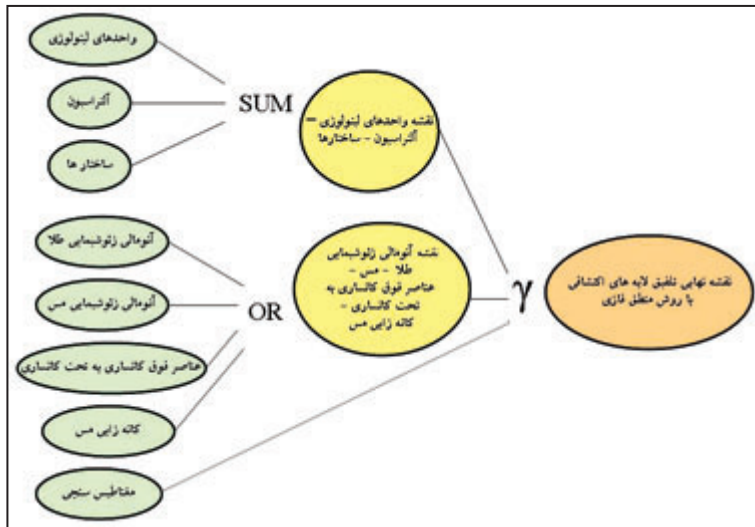 واحدهای لیتولوژی
آلتراسیون
ساختار ها
SUM
نقشه واحدهای لیتولوژی –
آلتراسیون – ساختارها
آنومالی ژئوشیمیایی طلا
آنومالی ژئوشیمیایی مس
عناصر فوق کانساری به تحت کانساری
کانه زایی مس
مغناطیس سنجی
OR
نقشه آنومالی ژئوشیمیایی
طلا – مس –
عناصر فوق کانساری به
تحت کانساری –
کانه زایی مس
γ
نقشه نهایی تلفیق لایه های اکتشافی
با روش منطق فازی